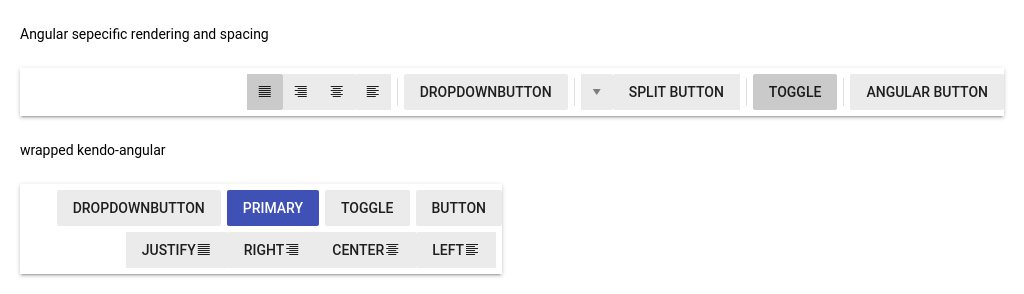 Angular sepecific rendering and spacing
DROPDOWNBUTTON SPLIT BUTTON TOGGLE ANGULAR BUTTON
wrapped kendo-angular
DROPDOWNBUTTON PRIMARY TOGGLE BUTTON
JUSTIFY RIGHT CENTER LEFT